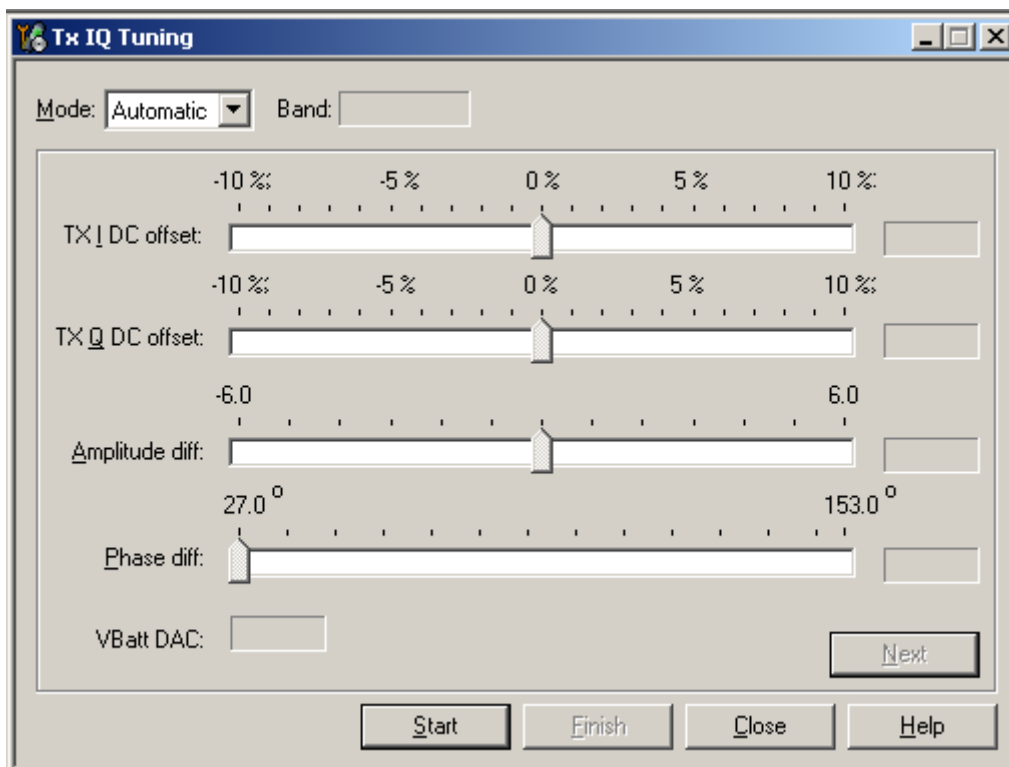 Tx IQ Tuning
Mode: Automatic Band:
-10 %: -5 % 0 % 5 % 10 %:
TX I DC offset:
-10 %: -5 % 0 % 5 % 10 %:
TX Q DC offset:
-6.0 6.0
Amplitude diff:
27.0 o 153.0 o
Phase diff:
VBatt DAC:
Next
Start Finish Close Help